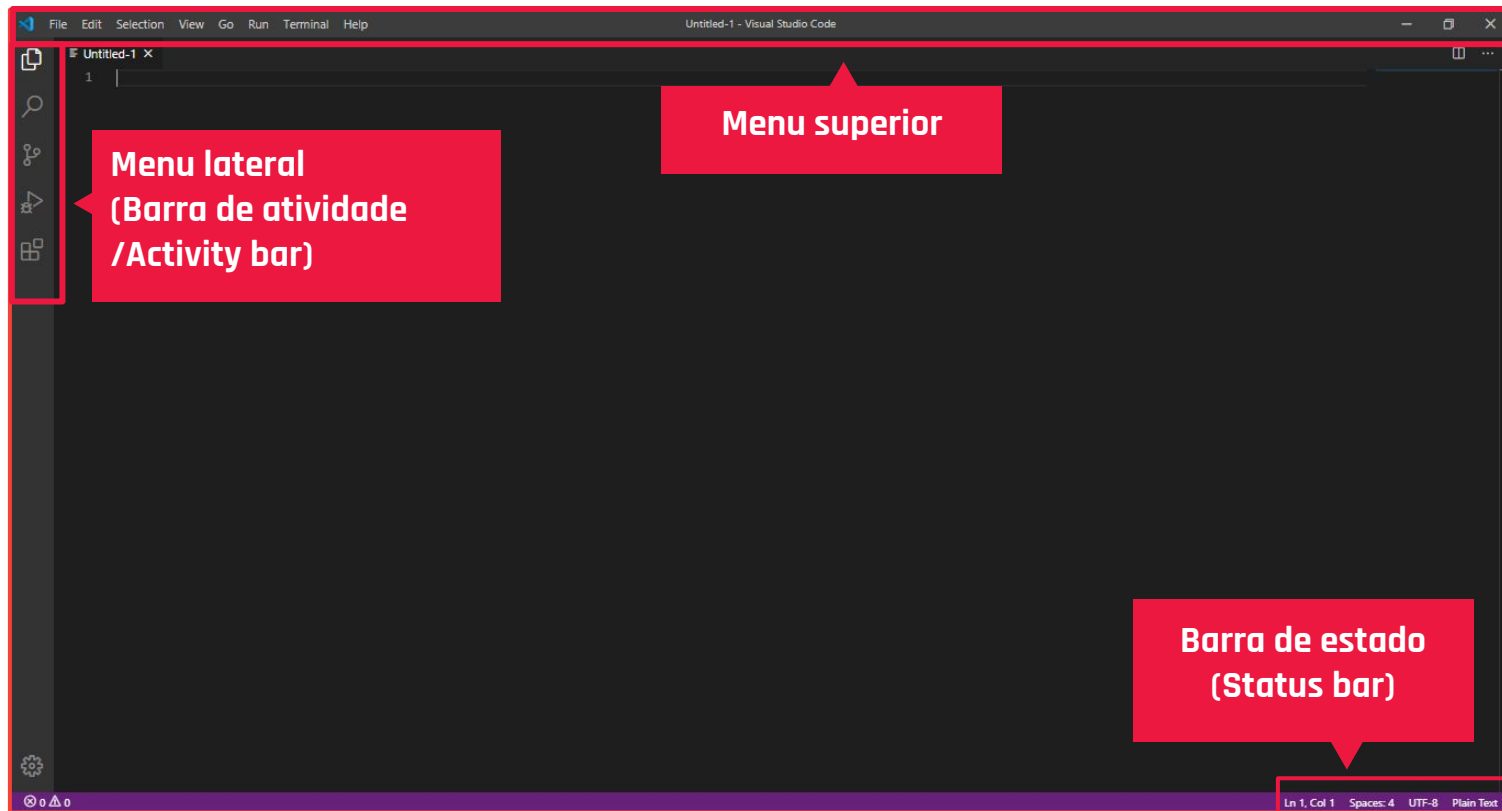 File Edit Selection View Go Run Terminal Help
Untitled-1 - Visual Studio Code
Untitled-1
1
Menu superior
Menu lateral
(Barra de atividade
/Activity bar)
Barra de estado
(Status bar)
0 0
Ln 1, Col 1 Spaces: 4 UTF-8 Plain Text